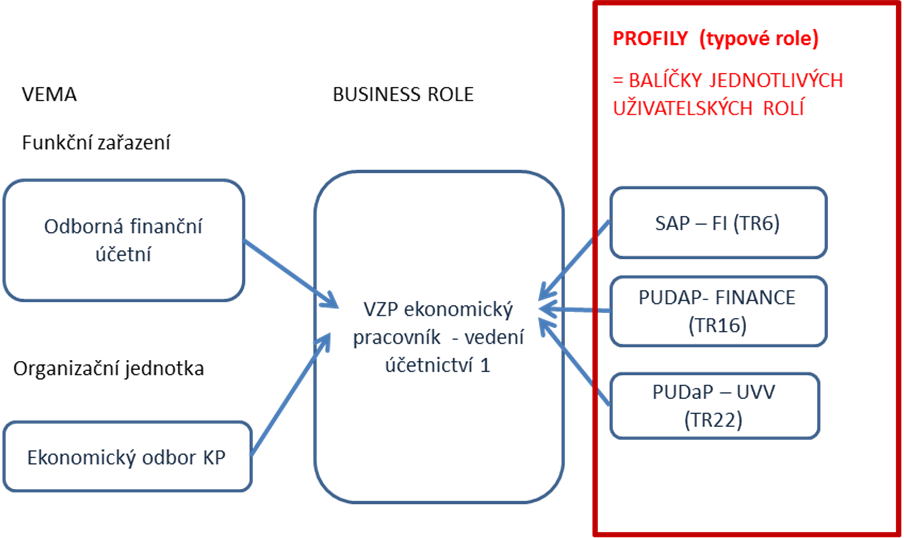 VEMA
Funkční zařazení
Odborná finanční
účetní
Organizační jednotka
Ekonomický odbor KP
BUSINESS ROLE
VZP ekonomický
pracovník - vedení
účetnictví 1
PROFILY (typové role)
= BALÍČKY JEDNOTLIVÝCH
UŽIVATELSKÝCH ROLÍ
SAP – FI (TR6)
PUDAP- FINANCE
(TR16)
PUDaP – UVV
(TR22)